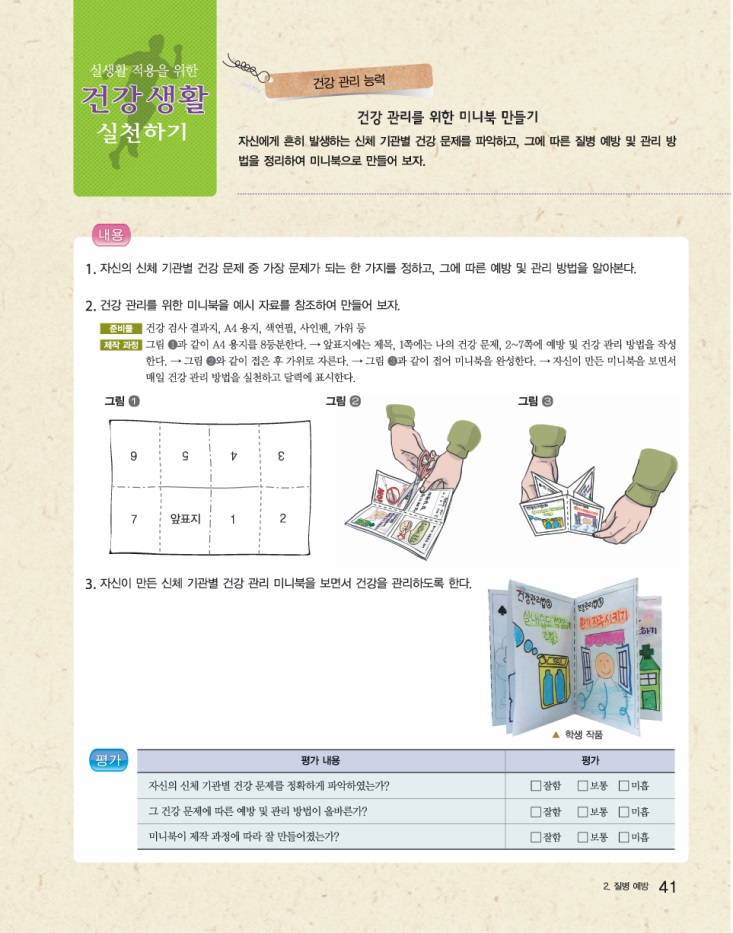 실생활 적용을 위한
건강 생활
실천하기
건강 관리 능력
건강 관리를 위한 미니북 만들기
자신에게 흔히 발생하는 신체 기관별 건강 문제를 파악하고, 그에 따른 질병 예방 및 관리 방
법을 정리하여 미니북으로 만들어 보자.
내용
1. 자신의 신체 기관별 건강 문제 중 가장 문제가 되는 한 가지를 정하고, 그에 따른 예방 및 관리 방법을 알아본다.
2. 건강 관리를 위한 미니북을 예시 자료를 참조하여 만들어 보자.
준비물 건강 검사 결과지, A4 용지, 색연필, 사인펜, 가위 등
제작 과정 그림 ❶과 같이 A4 용지를 8등분한다. → 앞표지에는 제목, 1쪽에는 나의 건강 문제, 2~7쪽에 예방 및 건강 관리 방법을 작성
한다. → 그림 ❷와 같이 접은 후 가위로 자른다. → 그림 ❸과 같이 접어 미니북을 완성한다. → 자신이 만든 미니북을 보면서
매일 건강 관리 방법을 실천하고 달력에 표시한다.
그림 ❶ 그림 ❷ 그림 ❸
6 5 4 3
7 앞표지 1 2
3. 자신이 만든 신체 기관별 건강 관리 미니북을 보면서 건강을 관리하도록 한다.
건강관리법
환기 자주시키기
▲ 학생 작품
평가
평가 내용 평가
자신의 신체 기관별 건강 문제를 정확하게 파악하였는가? □잘함 □보통 □미흡
그 건강 문제에 따른 예방 및 관리 방법이 올바른가? □잘함 □보통 □미흡
미니북이 제작 과정에 따라 잘 만들어졌는가? □잘함 □보통 □미흡
2. 질병 예방 41